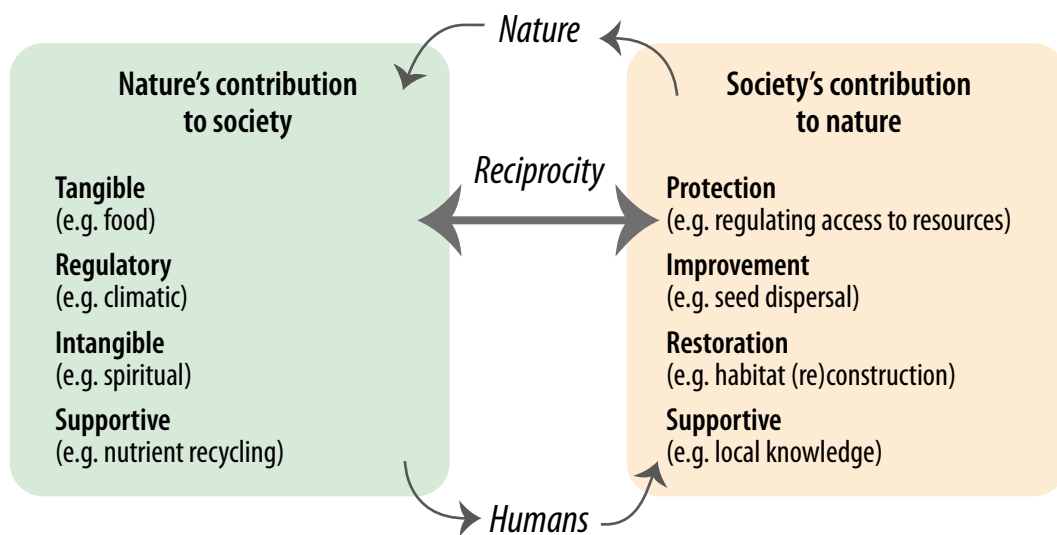 Nature
Nature’s contribution
to society
Tangible
(e.g. food)
Regulatory
(e.g. climatic)
Intangible
(e.g. spiritual)
Supportive
(e.g. nutrient recycling)
Reciprocity
Society’s contribution
to nature
Protection
(e.g. regulating access to resources)
Improvement
(e.g. seed dispersal)
Restoration
(e.g. habitat (re)construction)
Supportive
(e.g. local knowledge)
Humans